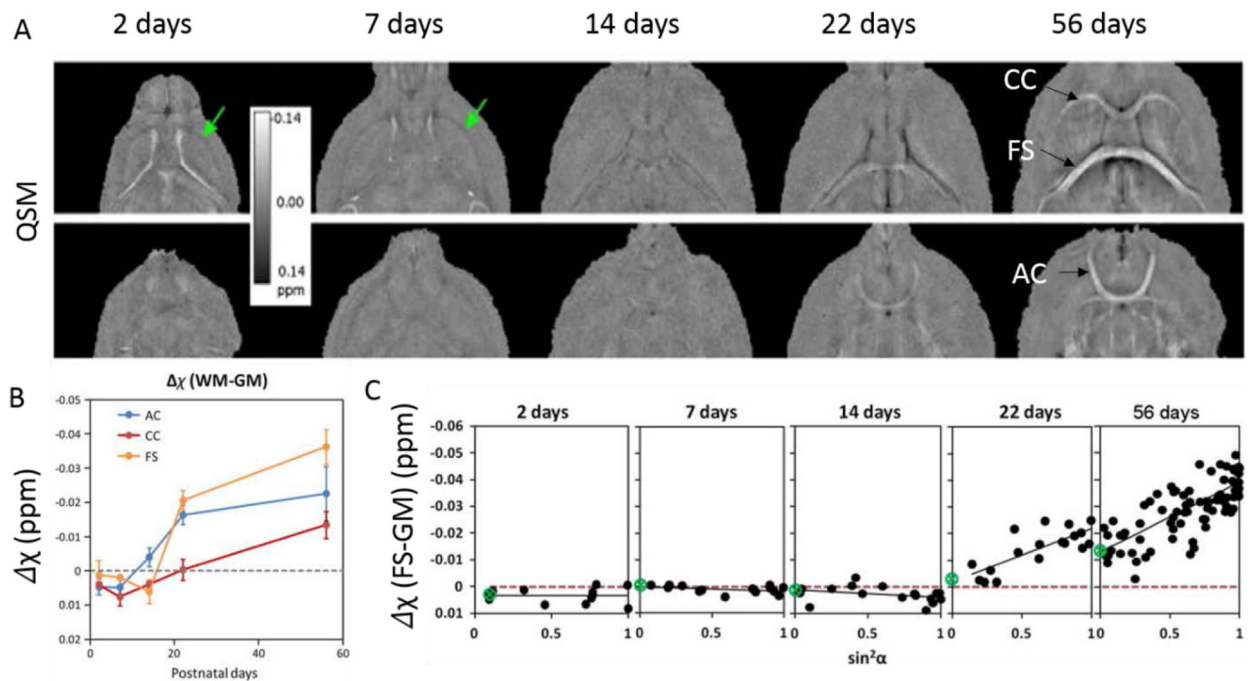 A
2 days
7 days
14 days
22 days
56 days
QSM
-0.14
0.00
0.14
ppm
CC
FS
AC
B
Δχ (WM-GM)
Δχ (ppm)
-0.05
-0.04
-0.03
-0.02
-0.01
0
0.01
0.02
AC
CC
FS
0 20 40 60
Postnatal days
C
Δχ (FS-GM) (ppm)
2 days
7 days
14 days
22 days
56 days
-0.06
-0.05
-0.04
-0.03
-0.02
-0.01
0
0.01
0 0.5 1 0 0.5 1 0 0.5 1 0.5 1 0 0.5 1
sin²α